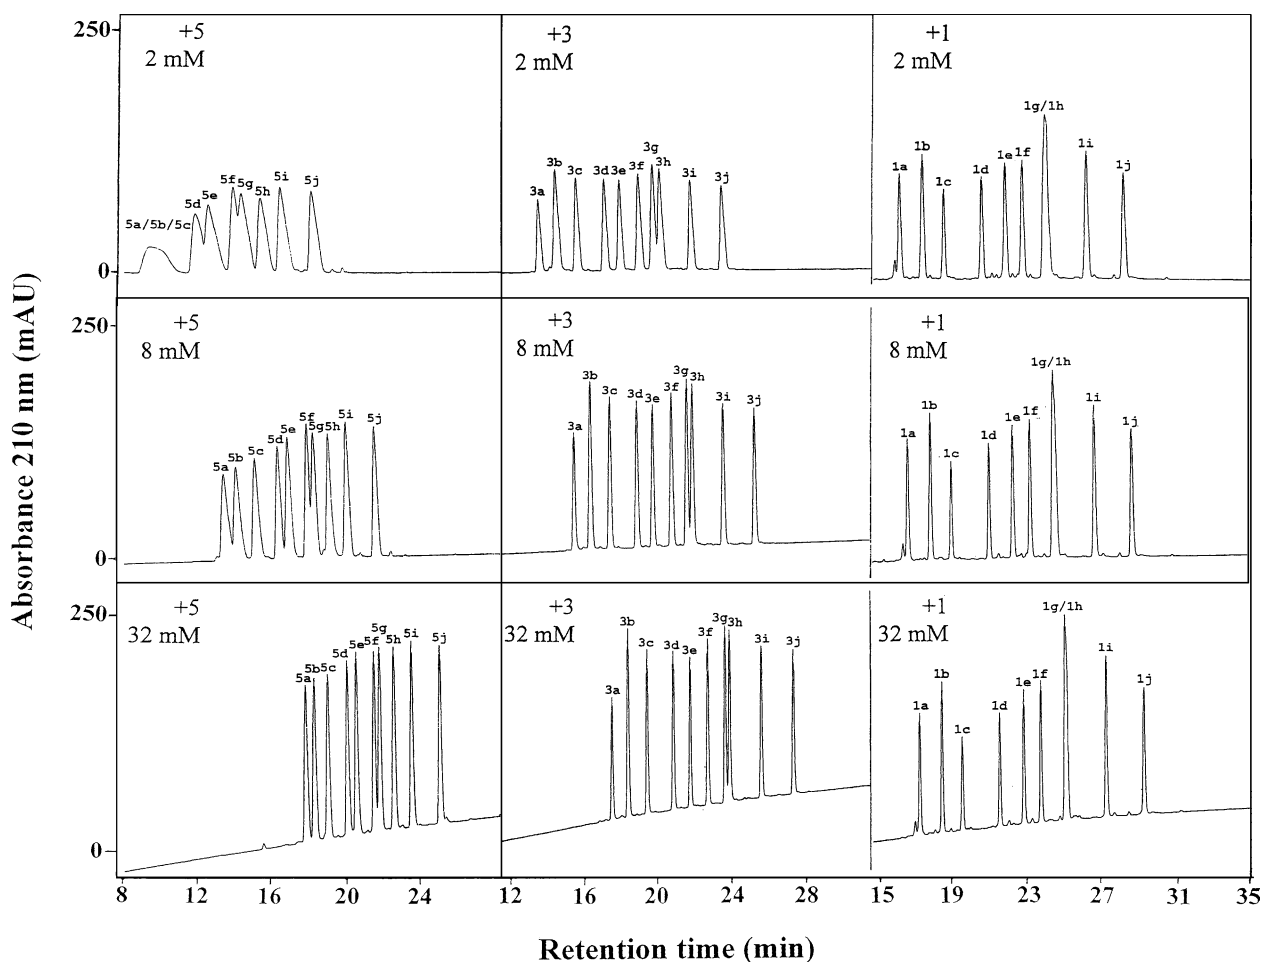 Absorbance 210 nm (mAU)
250
0
+5
2 mM
5a/5b/5c
5d
5e
5f
5g
5h
5i
5j
+3
2 mM
3a
3b
3c
3d
3e
3f
3g
3h
3i
3j
+1
2 mM
1a
1b
1c
1d
1e
1f
1g/1h
1i
1j
250
0
+5
8 mM
5a
5b
5c
5d
5e
5f
5g
5h
5i
5j
+3
8 mM
3a
3b
3c
3d
3e
3f
3g
3h
3i
3j
+1
8 mM
1a
1b
1c
1d
1e
1f
1g/1h
1i
1j
250
0
+5
32 mM
5a
5b
5c
5d
5e
5f
5g
5h
5i
5j
+3
32 mM
3a
3b
3c
3d
3e
3f
3g
3h
3i
3j
+1
32 mM
1a
1b
1c
1d
1e
1f
1g/1h
1i
1j
8 12 16 20 24
12 16 20 24 28
15 19 23 27 31 35
Retention time (min)